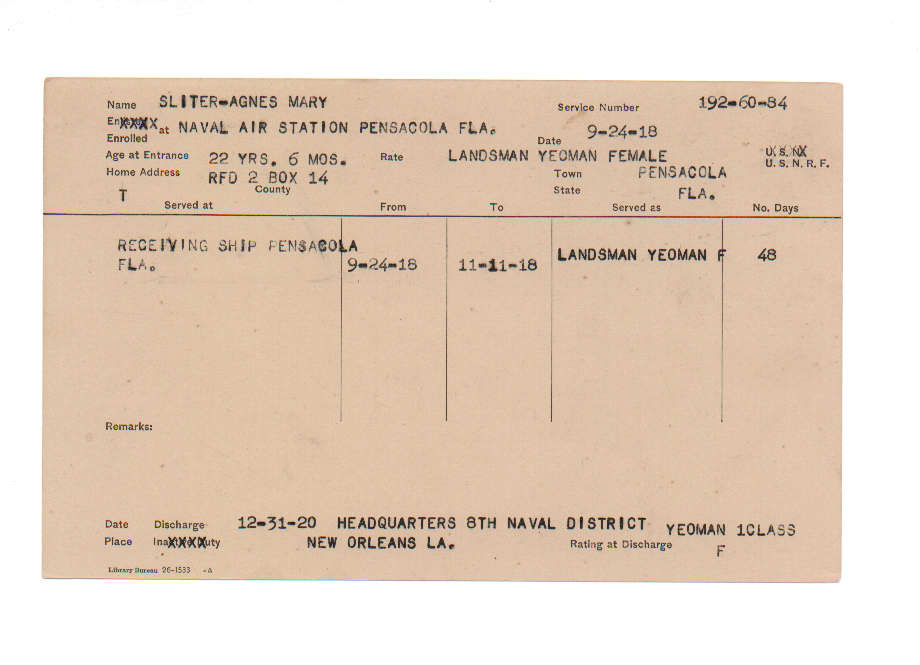 Name SLITER-AGNES MARY Service Number 192-60-84
at NAVAL AIR STATION PENSACOLA FLA. Date 9-24-18
Enrolled
Age at Entrance 22 YRS. 6 MOS. Rate LANDSMAN YEOMAN FEMALE U.S.N.R.F.
Home Address RFD 2 BOX 14 Town PENSACOLA
T County State FLA.
Served at From To Served as No. Days
RECEIVING SHIP PENSACOLA LANDSMAN YEOMAN F 48
FLA. 9-24-18 11-11-18
Remarks:
Date Discharge 12-31-20 HEADQUARTERS 8TH NAVAL DISTRICT YEOMAN 1CLASS
Place NEW ORLEANS LA. Rating at Discharge F
Library Bureau 26-1533